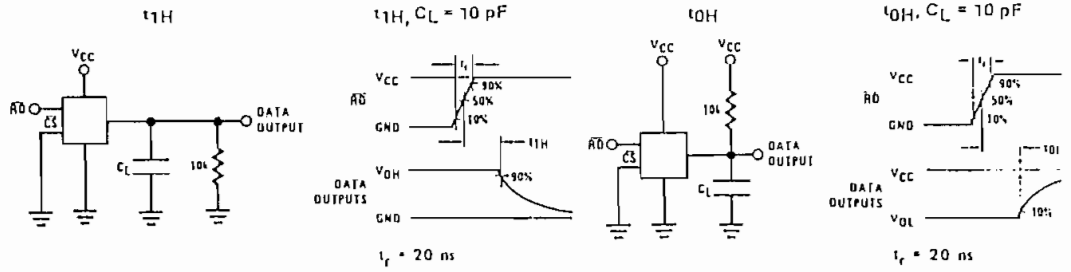 t1H
VCC
RD
CS
DATA
OUTPUT
CL
10k
t1H, CL = 10 pF
tr
VCC
90%
RD
50%
10%
GND
t1H
VOH
90%
DATA
OUTPUTS
GND
tr = 20 ns
t0H
VCC VCC
10k
RD
CS
DATA
OUTPUT
CL
t0H, CL = 10 pF
tr
VCC
90%
RD
50%
10%
GND
VCC
DATA
OUTPUTS
VOL
10%
tr = 20 ns